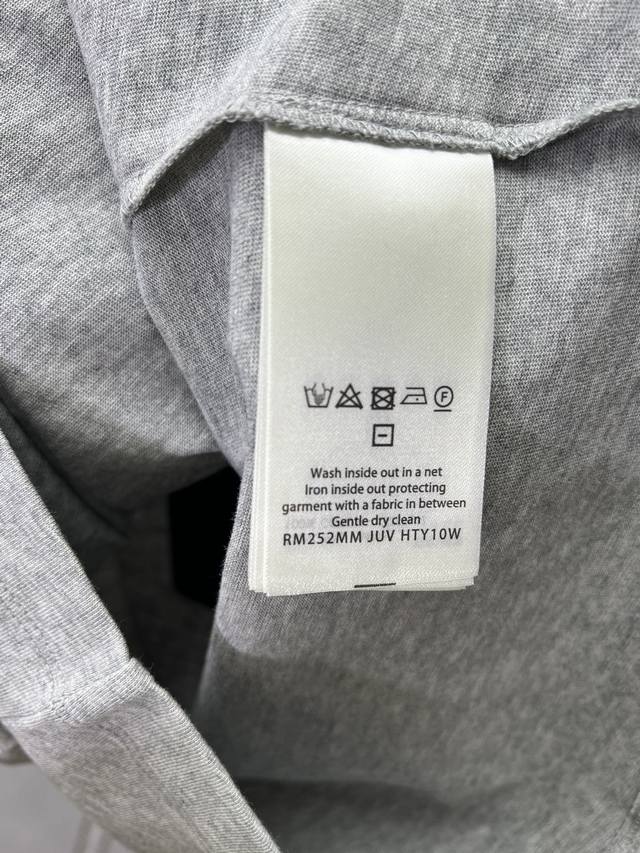 F
Wash inside out in a net
Iron inside out protecting
garment with a fabric in between
Gentle dry clean
RM252MM JUV HTY10W